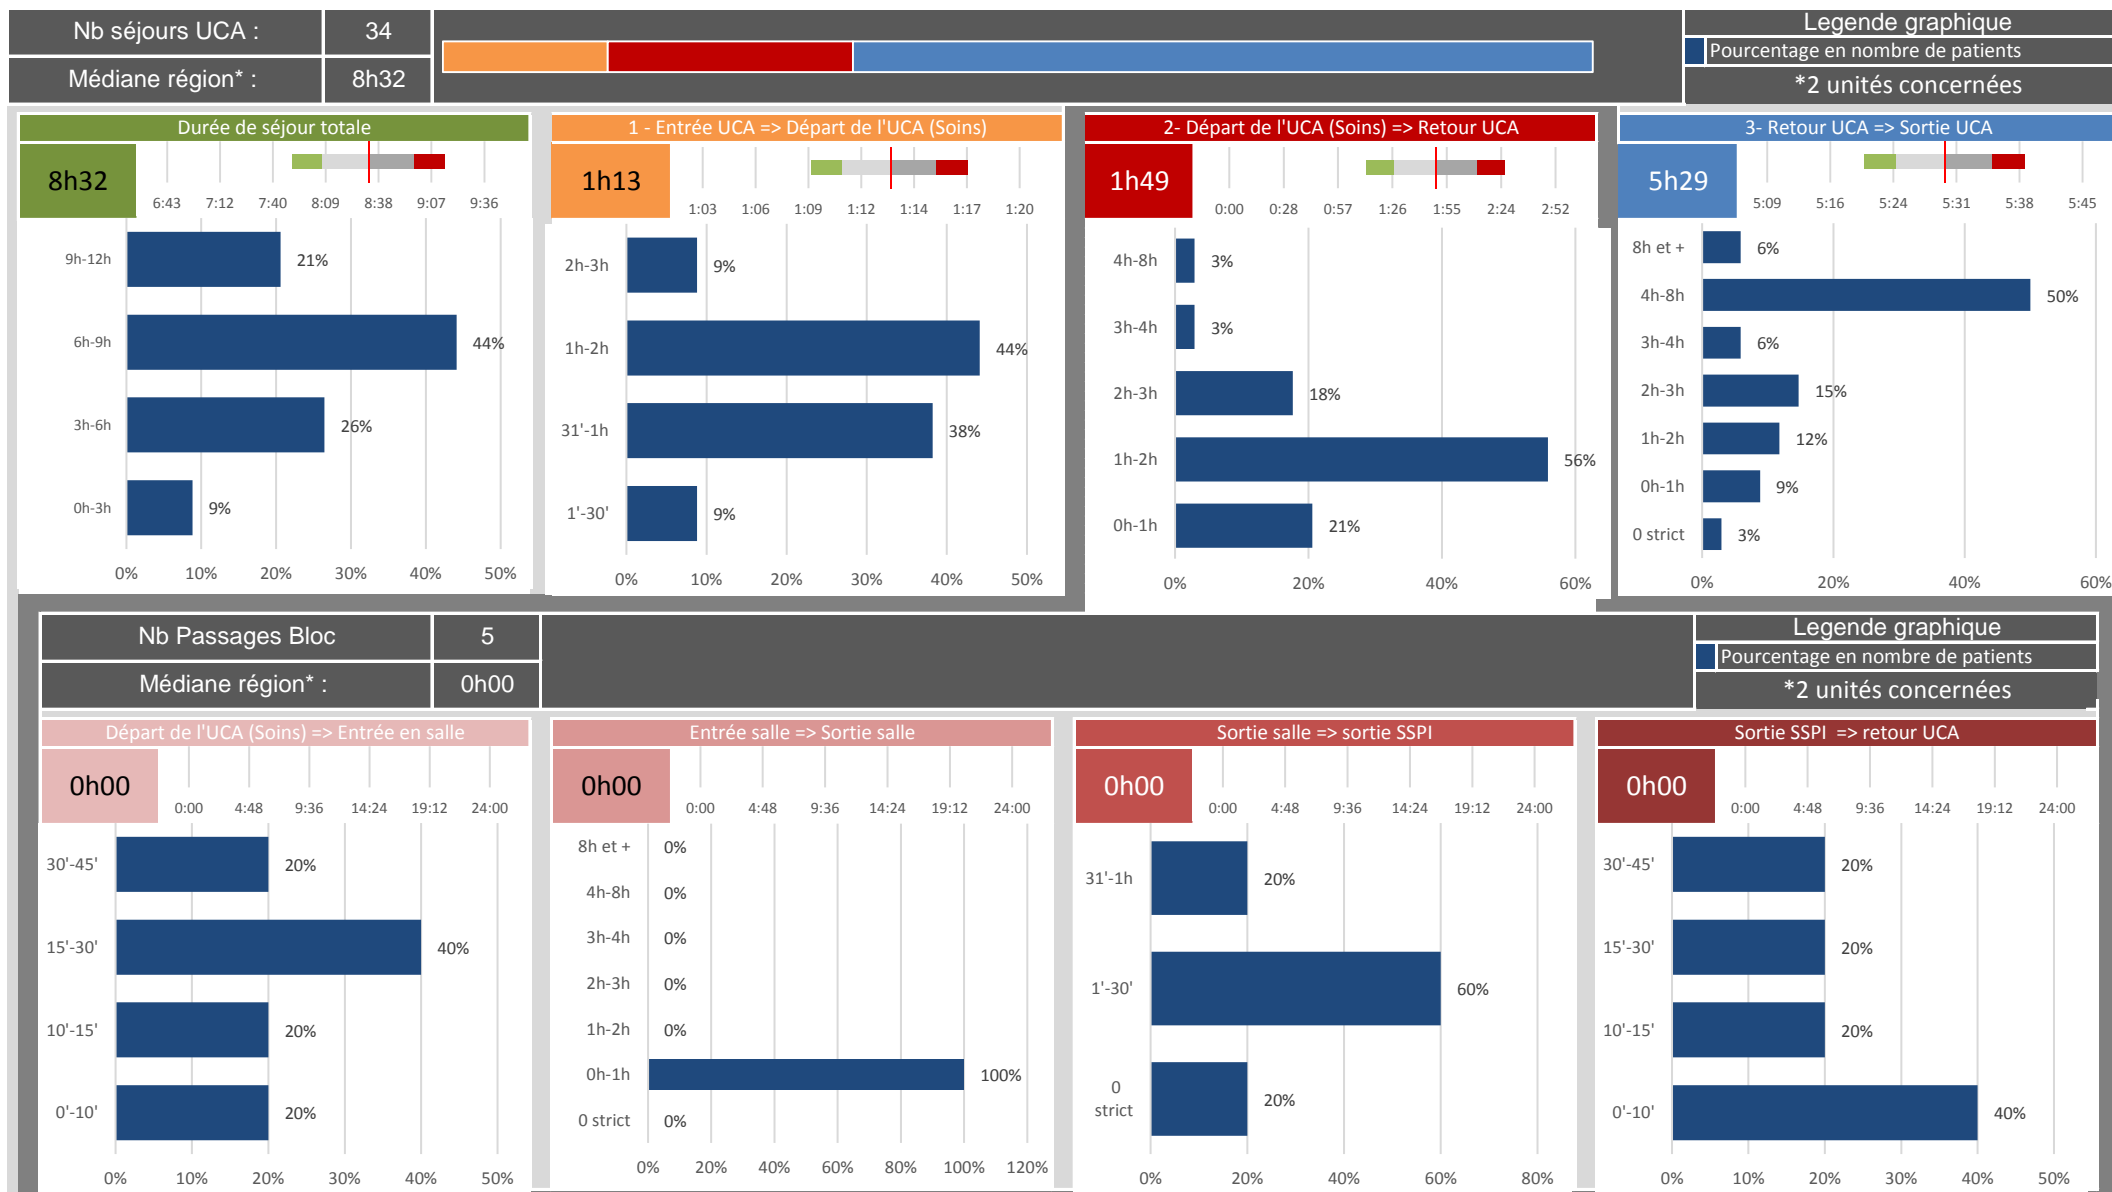 Nb séjours UCA : 34
Médiane région* : 8h32
Legende graphique
Pourcentage en nombre de patients
*2 unités concernées
Durée de séjour totale
8h32
6:43 7:12 7:40 8:09 8:38 9:07 9:36
9h-12h 21%
6h-9h 44%
3h-6h 26%
0h-3h 9%
0% 10% 20% 30% 40% 50%
1 - Entrée UCA => Départ de l'UCA (Soins)
1h13
1:03 1:06 1:09 1:12 1:14 1:17 1:20
2h-3h 9%
1h-2h 44%
31'-1h 38%
1'-30' 9%
0% 10% 20% 30% 40% 50%
2- Départ de l'UCA (Soins) => Retour UCA
1h49
0:00 0:28 0:57 1:26 1:55 2:24 2:52
4h-8h 3%
3h-4h 3%
2h-3h 18%
1h-2h 56%
0h-1h 21%
0% 20% 40% 60%
3- Retour UCA => Sortie UCA
5h29
5:09 5:16 5:24 5:31 5:38 5:45
8h et + 6%
4h-8h 50%
3h-4h 6%
2h-3h 15%
1h-2h 12%
0h-1h 9%
0 strict 3%
0% 20% 40% 60%
Nb Passages Bloc 5
Médiane région* : 0h00
Legende graphique
Pourcentage en nombre de patients
*2 unités concernées
Départ de l'UCA (Soins) => Entrée en salle
0h00
0:00 4:48 9:36 14:24 19:12 24:00
30'-45' 20%
15'-30' 40%
10'-15' 20%
0'-10' 20%
0% 10% 20% 30% 40% 50%
Entrée salle => Sortie salle
0h00
0:00 4:48 9:36 14:24 19:12 24:00
8h et + 0%
4h-8h 0%
3h-4h 0%
2h-3h 0%
1h-2h 0%
0h-1h 100%
0 strict 0%
0% 20% 40% 60% 80% 100% 120%
Sortie salle => sortie SSPI
0h00
0:00 4:48 9:36 14:24 19:12 24:00
31'-1h 20%
1'-30' 60%
0
strict 20%
0% 20% 40% 60% 80%
Sortie SSPI => retour UCA
0h00
0:00 4:48 9:36 14:24 19:12 24:00
30'-45' 20%
15'-30' 20%
10'-15' 20%
0'-10' 40%
0% 10% 20% 30% 40% 50%